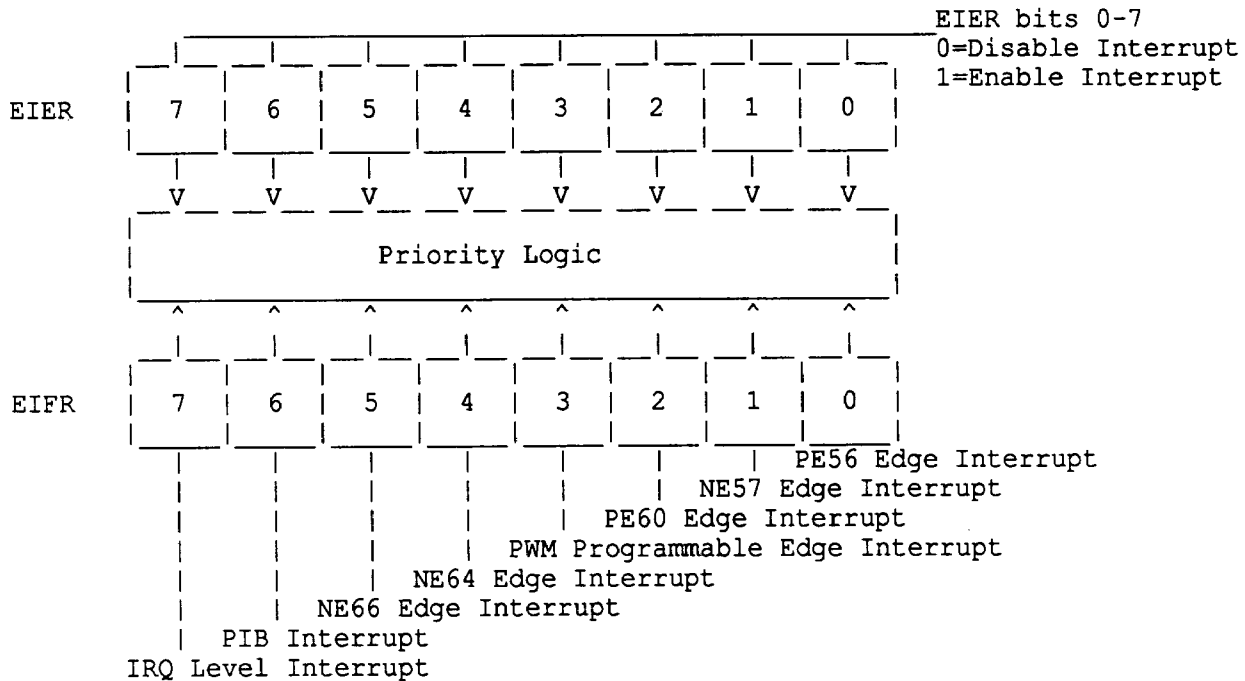 EIER bits 0-7
0=Disable Interrupt
1=Enable Interrupt
EIER 7 6 5 4 3 2 1 0
V V V V V V V V
Priority Logic
^ ^ ^ ^ ^ ^ ^ ^
EIFR 7 6 5 4 3 2 1 0
PE56 Edge Interrupt
NE57 Edge Interrupt
PE60 Edge Interrupt
PWM Programmable Edge Interrupt
NE64 Edge Interrupt
NE66 Edge Interrupt
PIB Interrupt
IRQ Level Interrupt